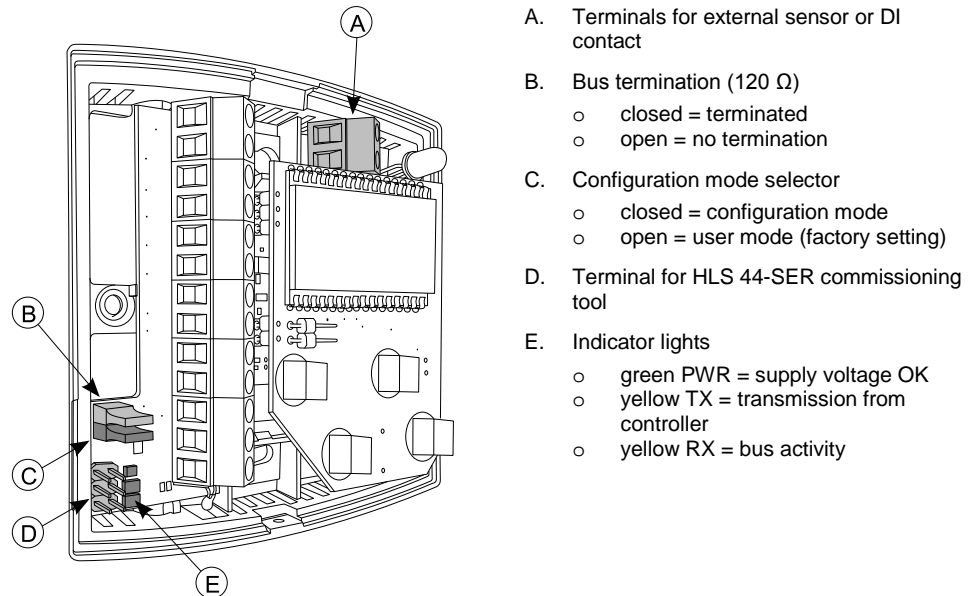 A
B
C
D
E
A. Terminals for external sensor or DI
contact
B. Bus termination (120 Ω)
o closed = terminated
o open = no termination
C. Configuration mode selector
o closed = configuration mode
o open = user mode (factory setting)
D. Terminal for HLS 44-SER commissioning
tool
E. Indicator lights
o green PWR = supply voltage OK
o yellow TX = transmission from
controller
o yellow RX = bus activity